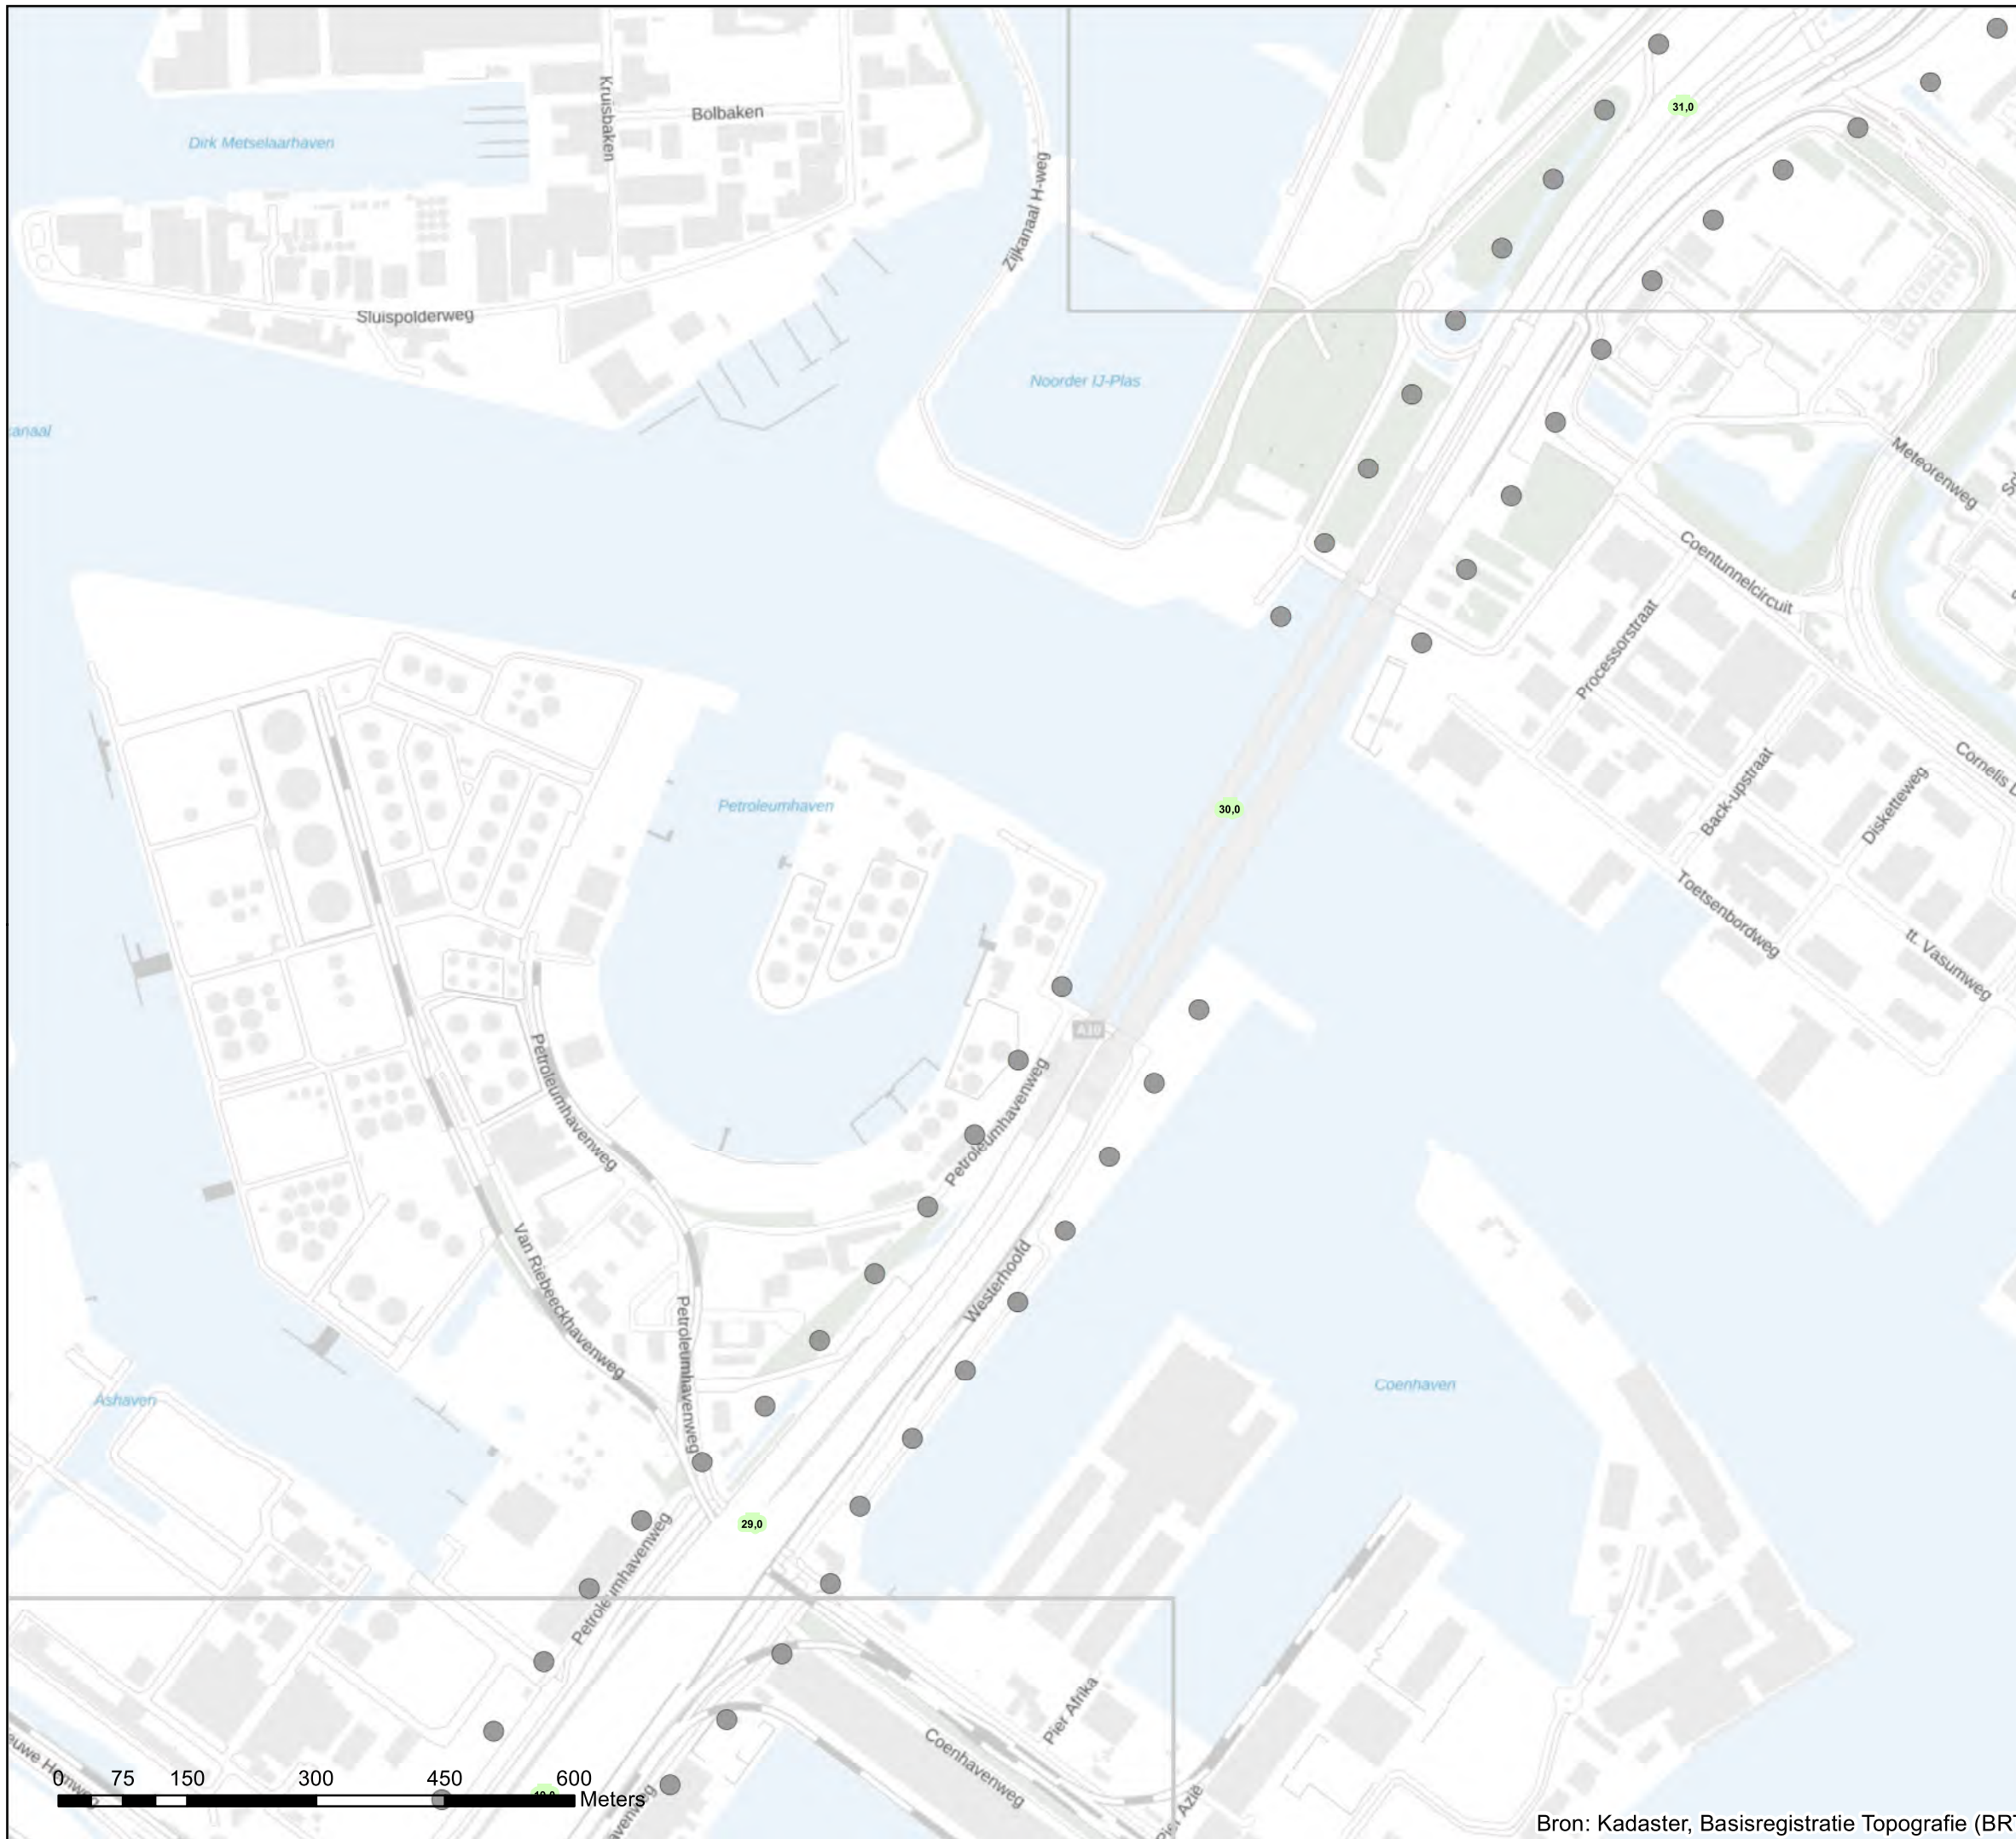 Kruisbaken
Bolbaken
Dirk Metselaarhaven
31,0
Zijkanaal H-weg
Sluispolderweg
Noorder IJ-Plas
Meteorenweg
Coentunnelcircuit
Processorstraat
Back-upstraat
Cornelis
Disketteweg
Petroleumhaven
30,0
Toetsenbordweg
tt. Vasumweg
A10
Petroleumhavenweg
Petroleumhavenweg
Van Riebeeckhavenweg
Westerhoofd
Petroleumhavenweg
Coenhaven
Ashaven
29,0
Petroleumhavenweg
Pier Afrika
Coenhavenweg
Pier Azië
0 75 150 300 450 600
Meters
Bron: Kadaster, Basisregistratie Topografie (BRT